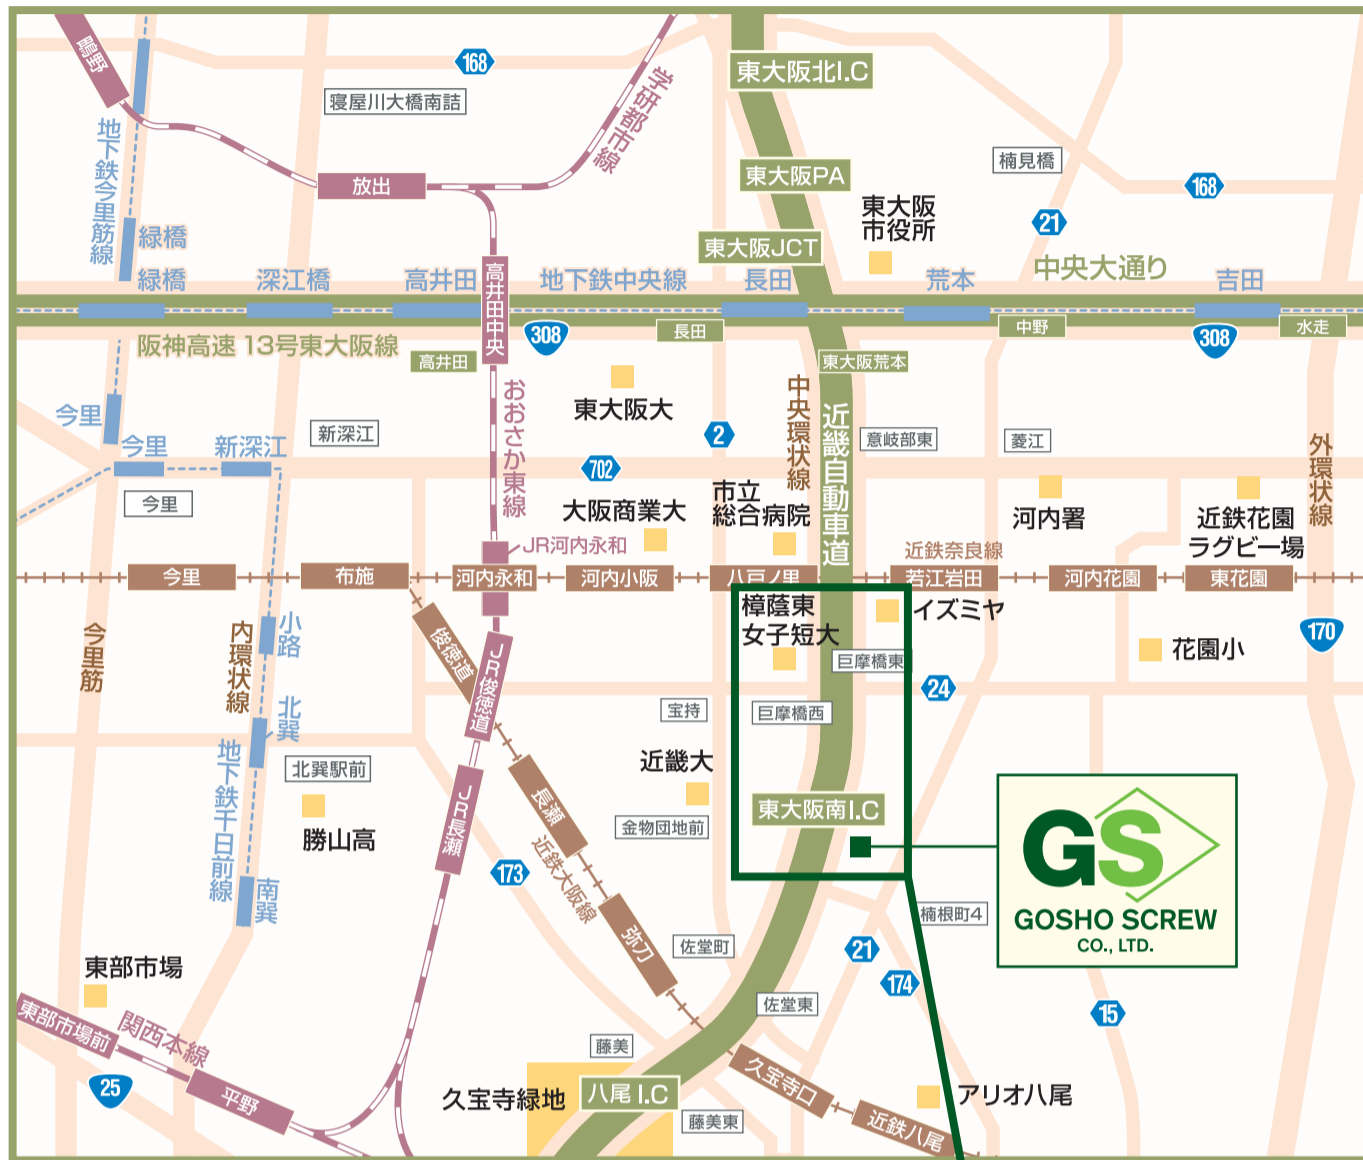 鴫野
168
寝屋川大橋南詰
学研都市線
東大阪北I.C
地下鉄今里筋線
放出
東大阪PA
楠見橋
168
東大阪
市役所
21
緑橋
東大阪JCT
中央大通り
緑橋
深江橋
高井田
高井田中央
地下鉄中央線
長田
荒本
吉田
阪神高速 13号東大阪線
308
長田
中野
308
水走
高井田
東大阪荒本
おおさか東線
東大阪大
中央環状線
近畿自動車道
今里
今里
新深江
新深江
2
意岐部東
菱江
外環状線
702
今里
大阪商業大
市立
総合病院
河内署
近鉄花園
ラグビー場
JR河内永和
近鉄奈良線
今里
布施
河内永和
河内小阪
八戸ノ里
若江岩田
河内花園
東花園
今里筋
内環状線
小路
俊徳道
JR俊徳道
樟蔭東
女子短大
イズミヤ
170
花園小
巨摩橋東
24
北巽
宝持
巨摩橋西
地下鉄千日前線
北巽駅前
近畿大
勝山高
JR長瀬
長瀬
東大阪南I.C
金物団地前
GS
GOSHO SCREW
CO., LTD.
173
近鉄大阪線
南巽
弥刀
楠根町4
佐堂町
21
174
東部市場
佐堂東
15
東部市場前
関西本線
藤美
25
平野
久宝寺緑地
八尾 I.C
久宝寺口
アリオ八尾
藤美東
近鉄八尾